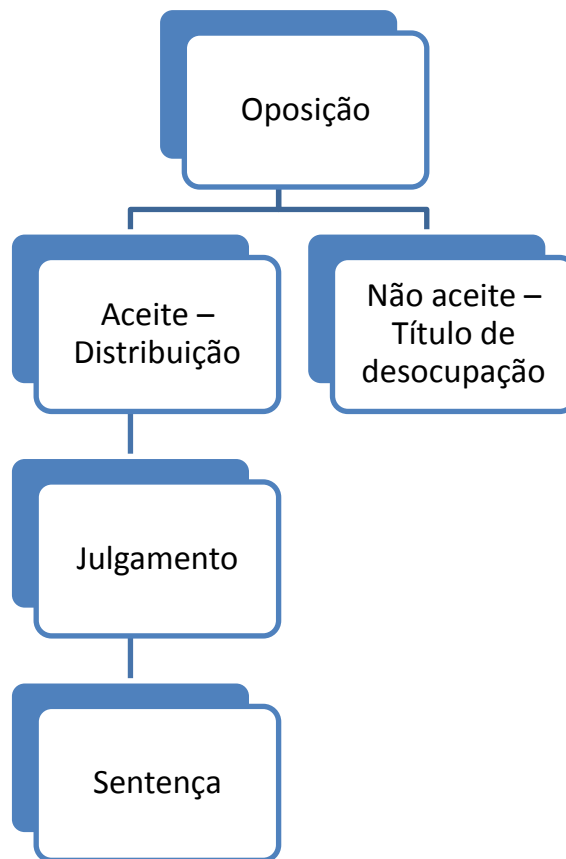 Oposição
Aceite –
Distribuição
Não aceite –
Título de
desocupação
Julgamento
Sentença